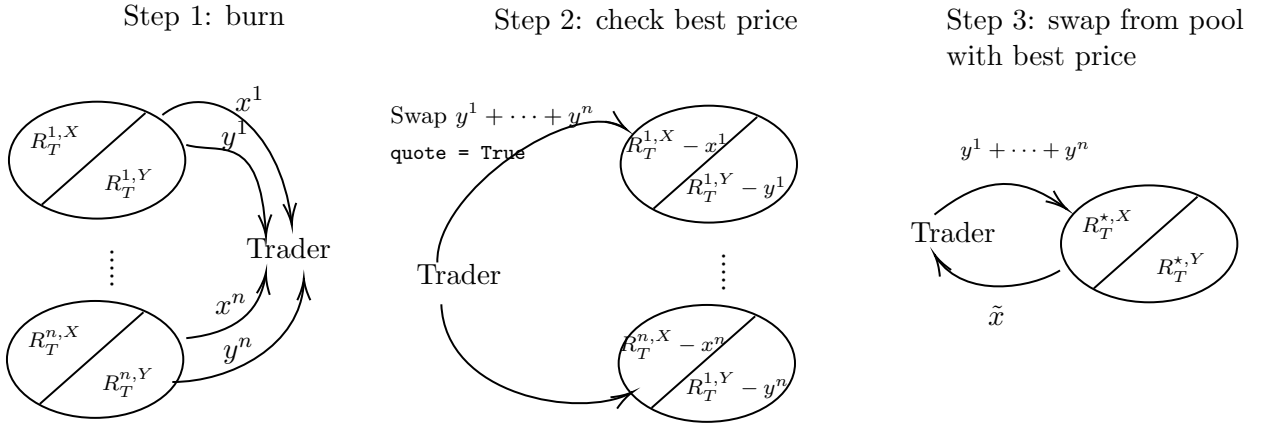 Step 1: burn
x^1
y^1
R_T^{1,X}
R_T^{1,Y}
Trader
x^n
y^n
R_T^{n,X}
R_T^{n,Y}
Step 2: check best price
Swap y^1 + ⋯ + y^n
quote = True
R_T^{1,X} − x^1
R_T^{1,Y} − y^1
Trader
R_T^{n,X} − x^n
R_T^{1,Y} − y^n
Step 3: swap from pool
with best price
y^1 + ⋯ + y^n
Trader
R_T^{⋆,X}
R_T^{⋆,Y}
x̃